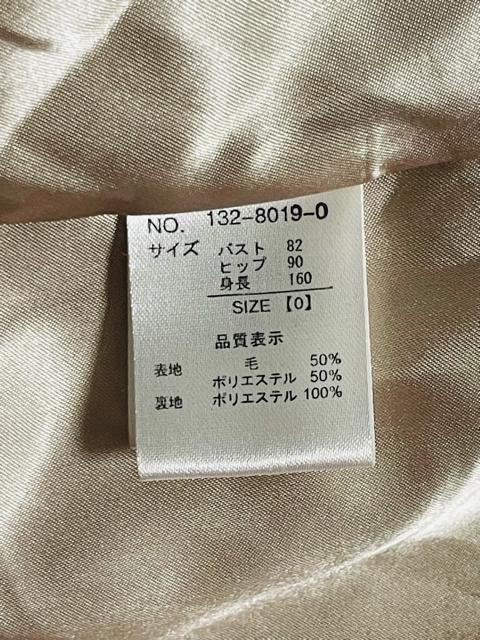 NO. 132-8019-0
サイズ バスト 82
ヒップ 90
身長 160
SIZE 【0】
品質表示
表地 毛 50%
ポリエステル 50%
裏地 ポリエステル 100%